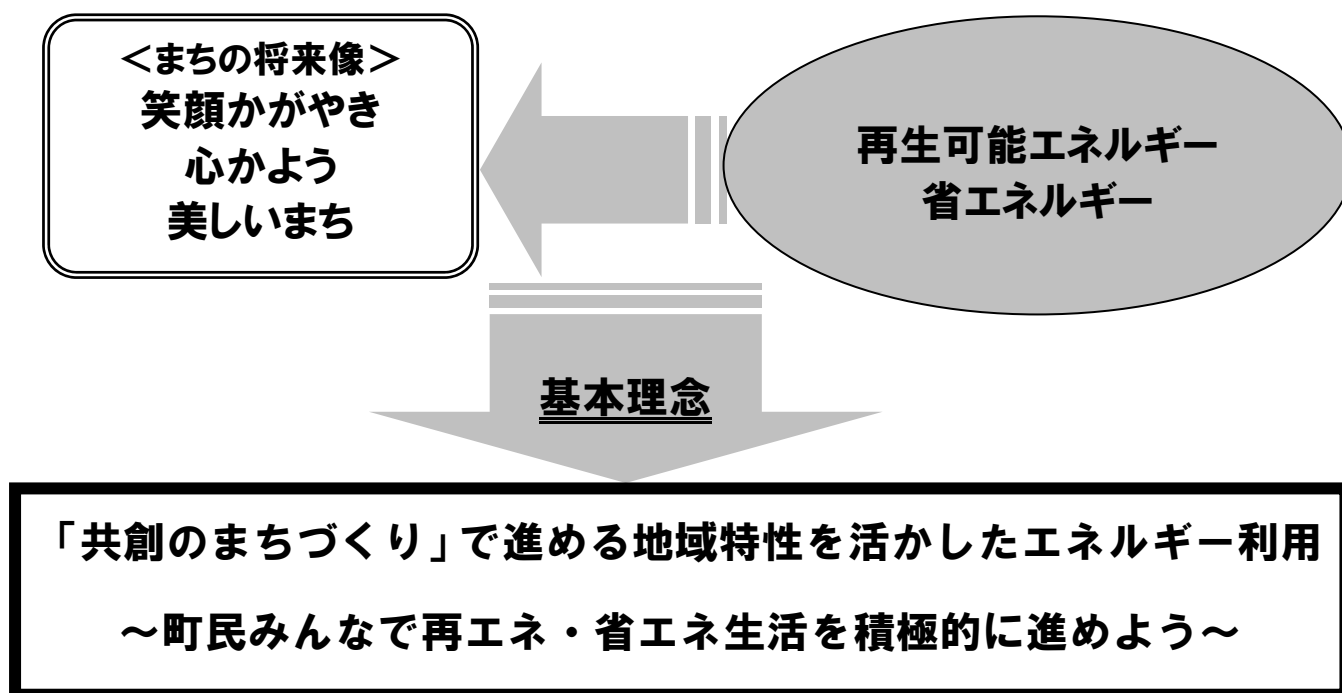 ＜まちの将来像＞
笑顔かがやき
心かよう
美しいまち
再生可能エネルギー
省エネルギー
基本理念
「共創のまちづくり」で進める地域特性を活かしたエネルギー利用
～町民みんなで再エネ・省エネ生活を積極的に進めよう～